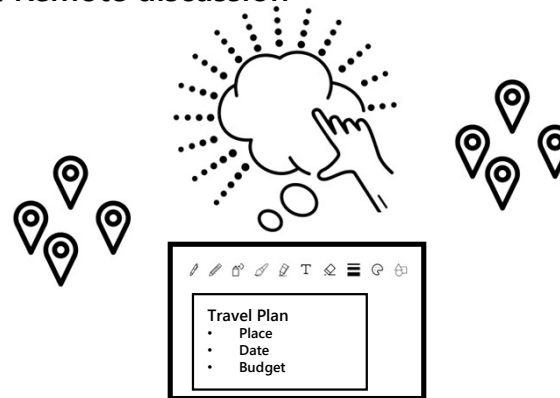 Remote discussion
T
Travel Plan
• Place
• Date
• Budget